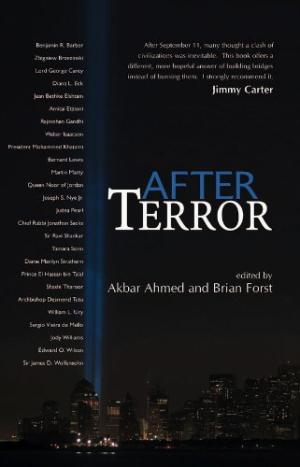 Benjamin R. Barber
Zbigniew Brzezinski
Lord George Carey
Diana L. Eck
Jean Bethke Elshtain
Amitai Etzioni
Rajmohan Gandhi
Walter Isaacson
President Mohammed Khatami
Bernard Lewis
Martin Marty
Queen Noor of Jordan
Joseph S. Nye Jr.
Judea Pearl
Chief Rabbi Jonathan Sacks
Sir Ravi Shankar
Tamara Sonn
Dame Marilyn Strathern
Prince El Hassan bin Talal
Shashi Tharoor
Archbishop Desmond Tutu
William L. Ury
Sergio Vieira de Mello
Jody Williams
Edward O. Wilson
Sir James D. Wolfensohn
After September 11, many thought a clash of
civilizations was inevitable. This book offers a
different, more hopeful answer of building bridges
instead of burning them. I strongly recommend it.
Jimmy Carter
AFTER
TERROR
edited by
Akbar Ahmed and Brian Forst